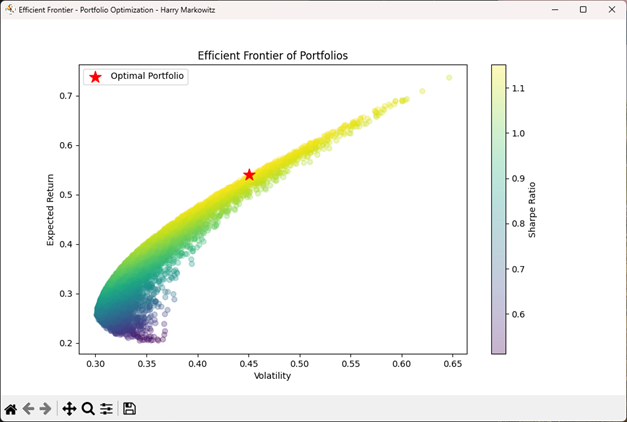 Efficient Frontier - Portfolio Optimization - Harry Markowitz
Efficient Frontier of Portfolios
Optimal Portfolio
Expected Return
0.7
0.6
0.5
0.4
0.3
0.2
0.30 0.35 0.40 0.45 0.50 0.55 0.60 0.65
Volatility
1.1
1.0
0.9
0.8
0.7
0.6
Sharpe Ratio